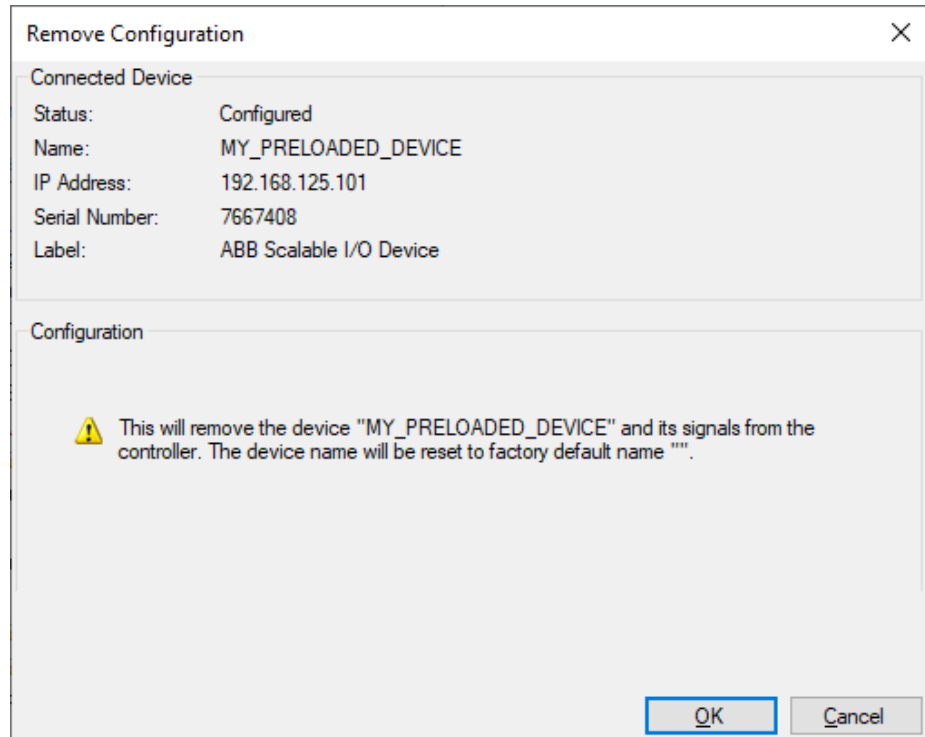 Remove Configuration
Connected Device
Status: Configured
Name: MY_PRELOADED_DEVICE
IP Address: 192.168.125.101
Serial Number: 7667408
Label: ABB Scalable I/O Device
Configuration
This will remove the device "MY_PRELOADED_DEVICE" and its signals from the
controller. The device name will be reset to factory default name "".
OK Cancel